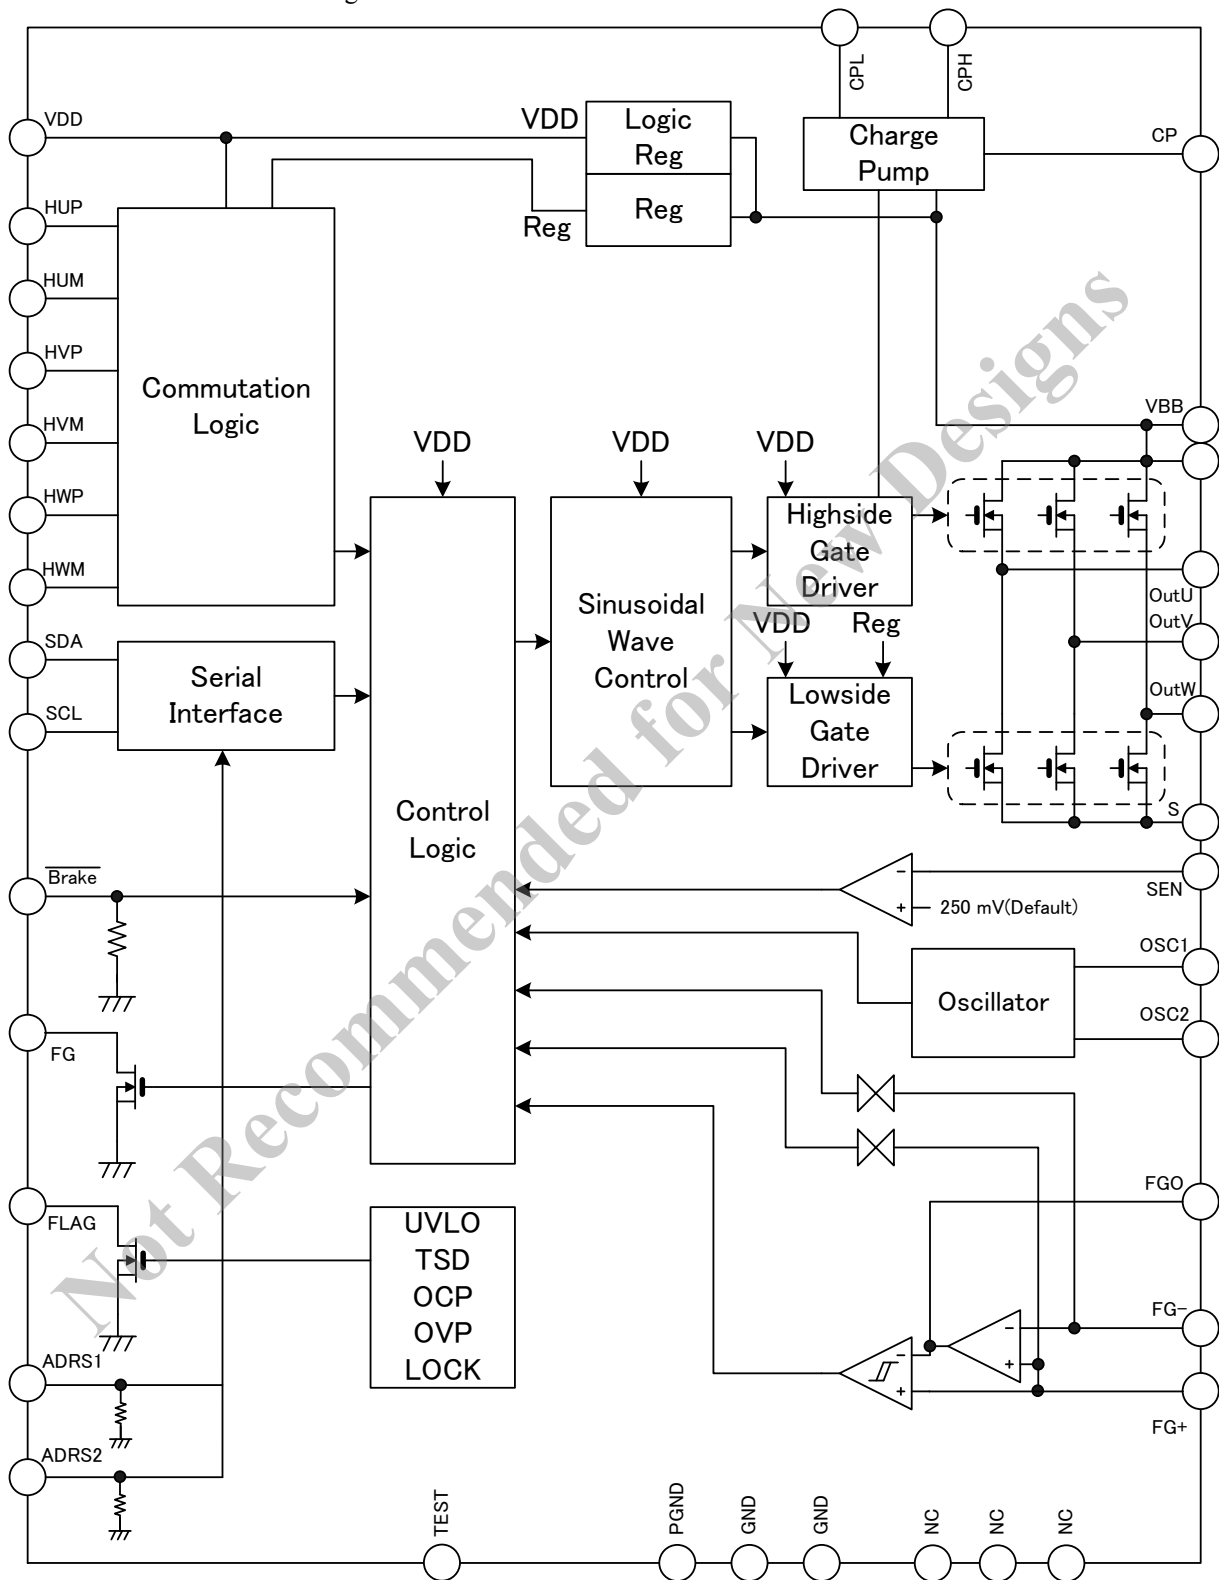 CPL
CPH
VDD
VDD
Logic
Reg
Charge
Pump
CP
HUP
Reg
Reg
HUM
HVP
Commutation
Logic
HVM
VBB
HWP
VDD
VDD
VDD
HWM
Highside
Gate
Driver
OutU
SDA
Serial
Interface
Sinusoidal
Wave
Control
VDD
Reg
OutV
SCL
Lowside
Gate
Driver
OutW
Control
Logic
S
Brake
SEN
-
+
250 mV(Default)
OSC1
Oscillator
OSC2
FG
FGO
FLAG
UVLO
TSD
OCP
OVP
LOCK
FG-
-
+
-
+
FG+
ADRS1
ADRS2
TEST
PGND
GND
GND
NC
NC
NC
Not Recommended for New Designs